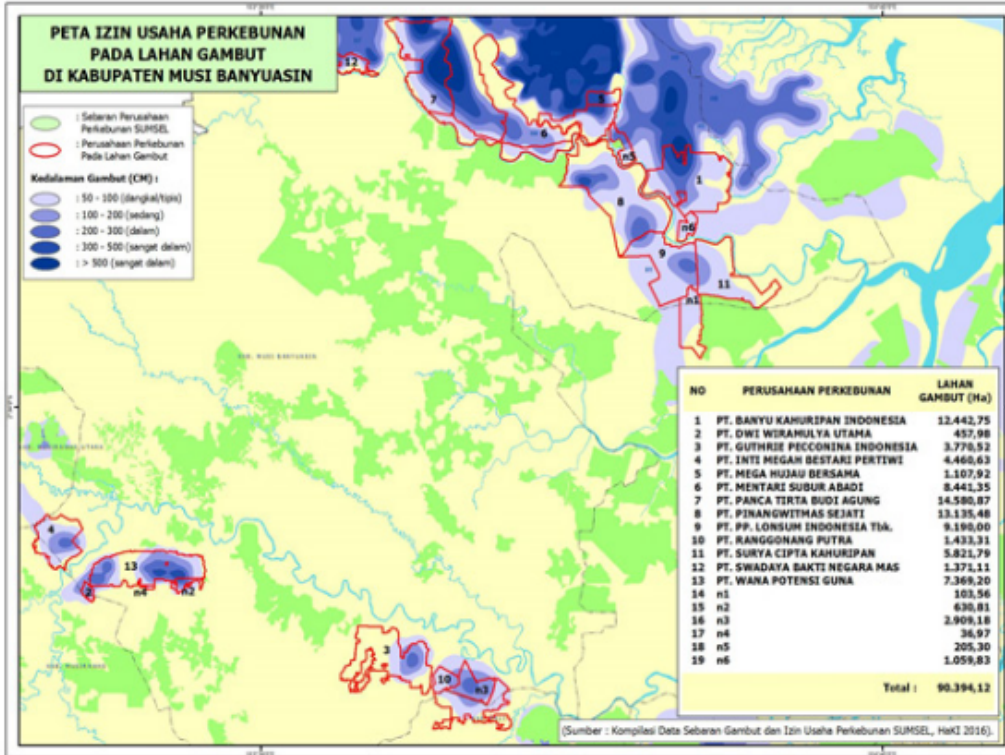 PETA IZIN USAHA PERKEBUNAN
PADA LAHAN GAMBUT
DI KABUPATEN MUSI BANYUASIN
: Sebaran Perusahaan
Perkebunan SUMSEL
: Perusahaan Perkebunan
Pada Lahan Gambut
Kedalaman Gambut (CM) :
: 50 - 100 (dangkal/tipis)
: 100 - 200 (sedang)
: 200 - 300 (dalam)
: 300 - 500 (sangat dalam)
: > 500 (sangat dalam)
12
7
6
n5
1
8
n6
9
11
n1
KAB. MUSI BANYUASIN
4
13
2
n4
n2
3
10
n3
NO PERUSAHAAN PERKEBUNAN LAHAN
GAMBUT (Ha)
1 PT. BANYU KAHURIPAN INDONESIA 12.442,75
2 PT. DWI WIRAMULYA UTAMA 457,98
3 PT. GUTHRIE PECCONINA INDONESIA 3.770,52
4 PT. INTI MEGAH BESTARI PERTIWI 4.460,63
5 PT. MEGA HUJAU BERSAMA 1.107,92
6 PT. MENTARI SUBUR ABADI 8.441,35
7 PT. PANCA TIRTA BUDI AGUNG 14.580,87
8 PT. PINANGWITMAS SEJATI 13.135,48
9 PT. PP. LONSUM INDONESIA Tbk. 9.190,00
10 PT. RANGGONANG PUTRA 1.433,31
11 PT. SURYA CIPTA KAHURIPAN 5.821,79
12 PT. SWADAYA BAKTI NEGARA MAS 1.371,11
13 PT. WANA POTENSI GUNA 7.369,20
14 n1 103,56
15 n2 630,81
16 n3 2.909,18
17 n4 36,97
18 n5 205,30
19 n6 1.059,83
Total : 90.394,12
(Sumber : Kompilasi Data Sebaran Gambut dan Izin Usaha Perkebunan SUMSEL, HaKI 2016).